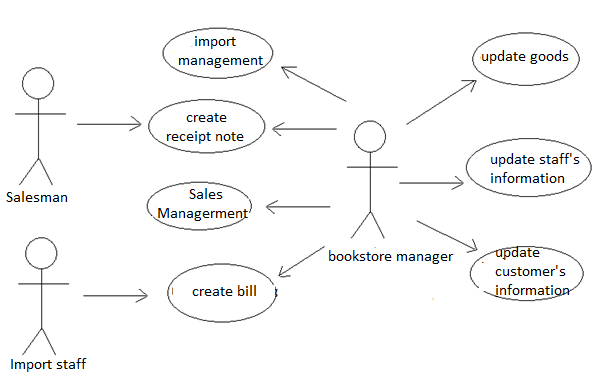 import
management
update goods
create
receipt note
Salesman
update staff's
information
Sales
Managerment
bookstore manager
update
customer's
information
create bill
Import staff